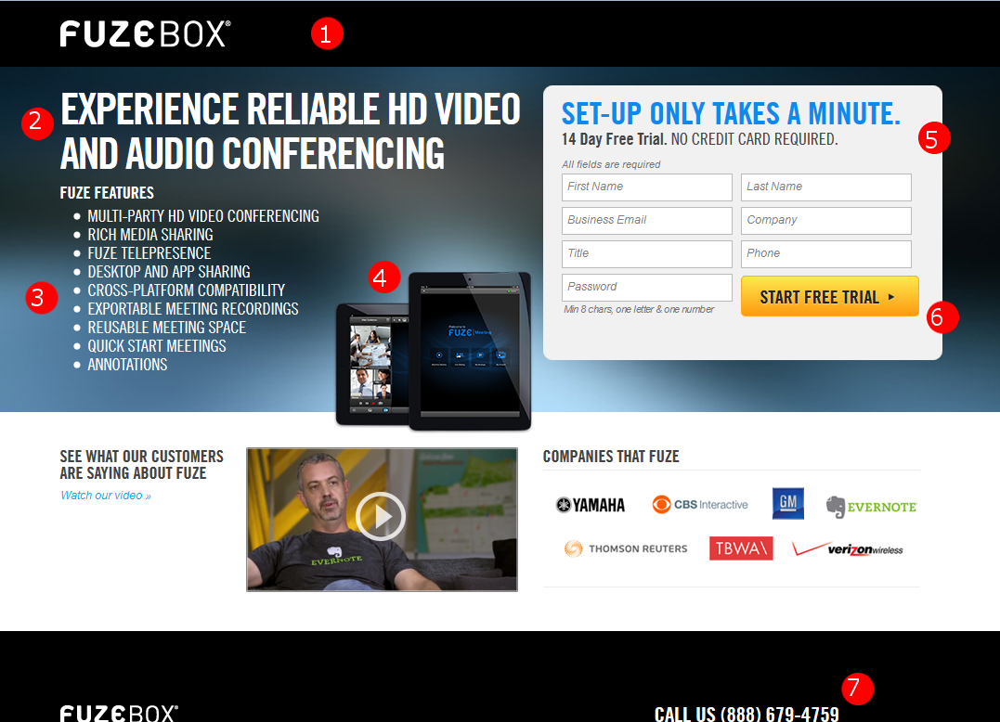 FUZEBOX®
1
2
EXPERIENCE RELIABLE HD VIDEO
AND AUDIO CONFERENCING
FUZE FEATURES
• MULTI-PARTY HD VIDEO CONFERENCING
• RICH MEDIA SHARING
• FUZE TELEPRESENCE
• DESKTOP AND APP SHARING
• CROSS-PLATFORM COMPATIBILITY
• EXPORTABLE MEETING RECORDINGS
• REUSABLE MEETING SPACE
• QUICK START MEETINGS
• ANNOTATIONS
3
4
FUZE
SET-UP ONLY TAKES A MINUTE.
14 Day Free Trial. NO CREDIT CARD REQUIRED.
5
All fields are required
First Name
Last Name
Business Email
Company
Title
Phone
Password
START FREE TRIAL
Min 8 chars, one letter & one number
6
SEE WHAT OUR CUSTOMERS
ARE SAYING ABOUT FUZE
Watch our video »
EVERNOTE
COMPANIES THAT FUZE
YAMAHA
CBS Interactive
GM
EVERNOTE
THOMSON REUTERS
TBWA\
verizonwireless
7
FUZEBOX®
CALL US (888) 679-4759